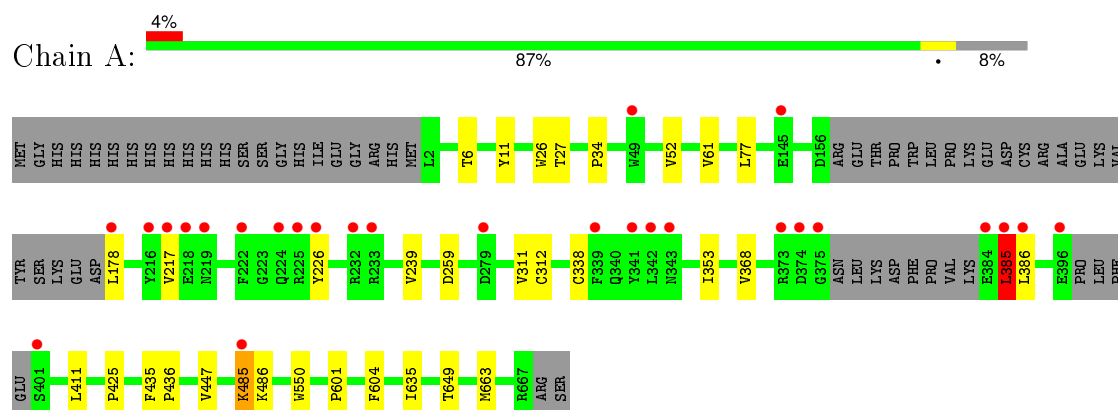 4%
Chain A:
87%
•
8%
MET GLY HIS HIS HIS HIS HIS HIS HIS HIS HIS HIS SER SER GLY HIS ILE GLU GLY ARG HIS MET L2 T6 Y11 W26 T27 P34 W49 V52 V61 L77 E145 D156 ARG GLU THR PRO TRP LEU PRO LYS GLU ASP CYS ARG ALA GLU LYS VAL
TYR SER LYS GLU ASP L178 Y216 V217 E218 N219 F222 G223 Q224 R225 Y226 R232 R233 V239 D259 D279 V311 C312 C338 F339 Q340 Y341 L342 N343 I353 V368 R373 D374 G375 ASN LEU LYS ASP PHE PRO VAL LYS E384 L385 L386 E396 PRO LEU PHE
GLU S401 L411 P425 F435 P436 V447 K485 K486 W550 P601 F604 I635 T649 M663 R667 ARG SER